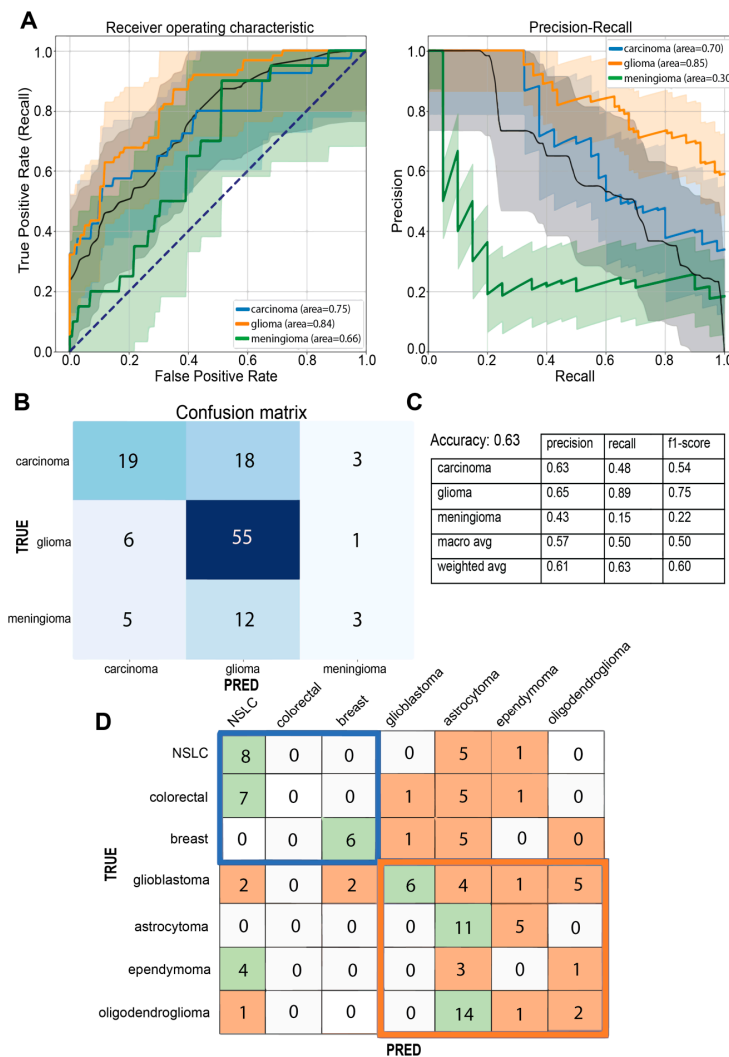 A
Receiver operating characteristic
1.0
0.8
0.6
0.4
0.2
0.0
True Positive Rate (Recall)
carcinoma (area=0.75)
glioma (area=0.84)
meningioma (area=0.66)
0.0 0.2 0.4 0.6 0.8 1.0
False Positive Rate
Precision-Recall
carcinoma (area=0.70)
glioma (area=0.85)
meningioma (area=0.30
1.0
0.8
0.6
0.4
0.2
0.0
Precision
0.0 0.2 0.4 0.6 0.8 1.0
Recall
B
Confusion matrix
TRUE
carcinoma 19 18 3
glioma 6 55 1
meningioma 5 12 3
carcinoma glioma meningioma
PRED
C
Accuracy: 0.63 precision recall f1-score
carcinoma 0.63 0.48 0.54
glioma 0.65 0.89 0.75
meningioma 0.43 0.15 0.22
macro avg 0.57 0.50 0.50
weighted avg 0.61 0.63 0.60
D
NSLC colorectal breast glioblastoma astrocytoma ependymoma oligodendroglioma
TRUE
NSLC 8 0 0 0 5 1 0
colorectal 7 0 0 1 5 1 0
breast 0 0 6 1 5 0 0
glioblastoma 2 0 2 6 4 1 5
astrocytoma 0 0 0 0 11 5 0
ependymoma 4 0 0 0 3 0 1
oligodendroglioma 1 0 0 0 14 1 2
PRED